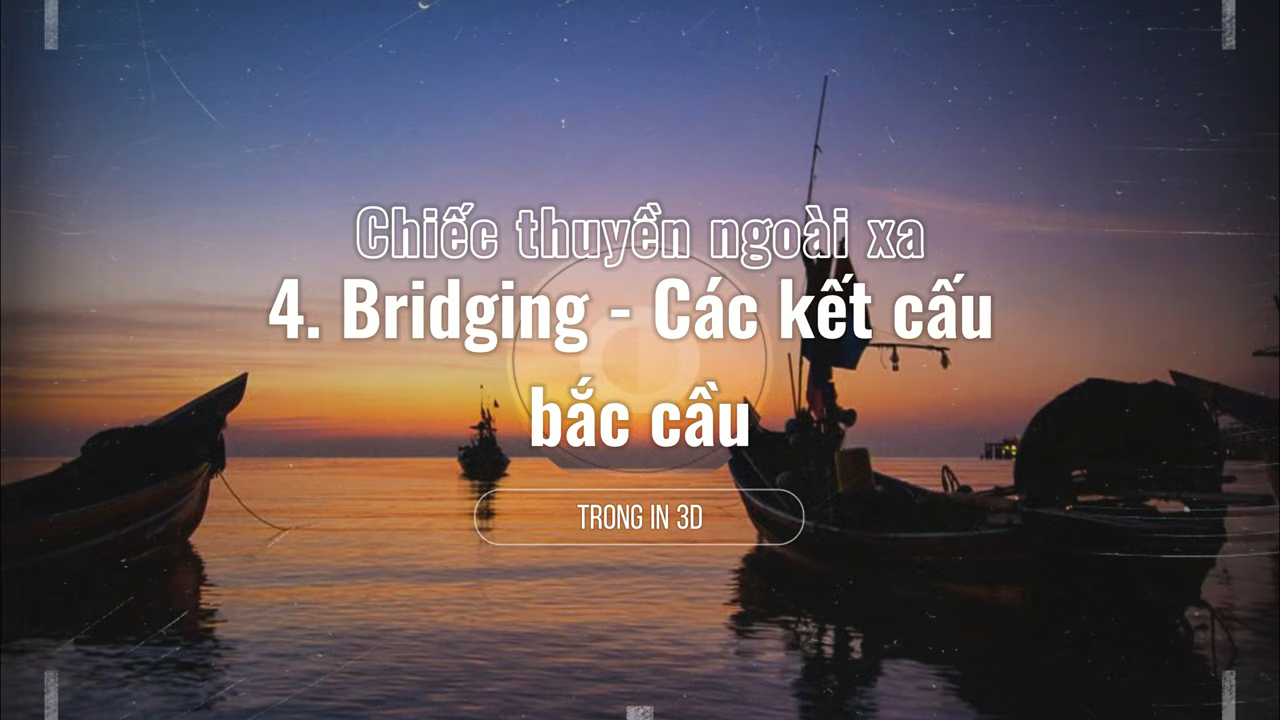 Chiếc thuyền ngoài xa
4. Bridging - Các kết cấu
bắc cầu
TRONG IN 3D